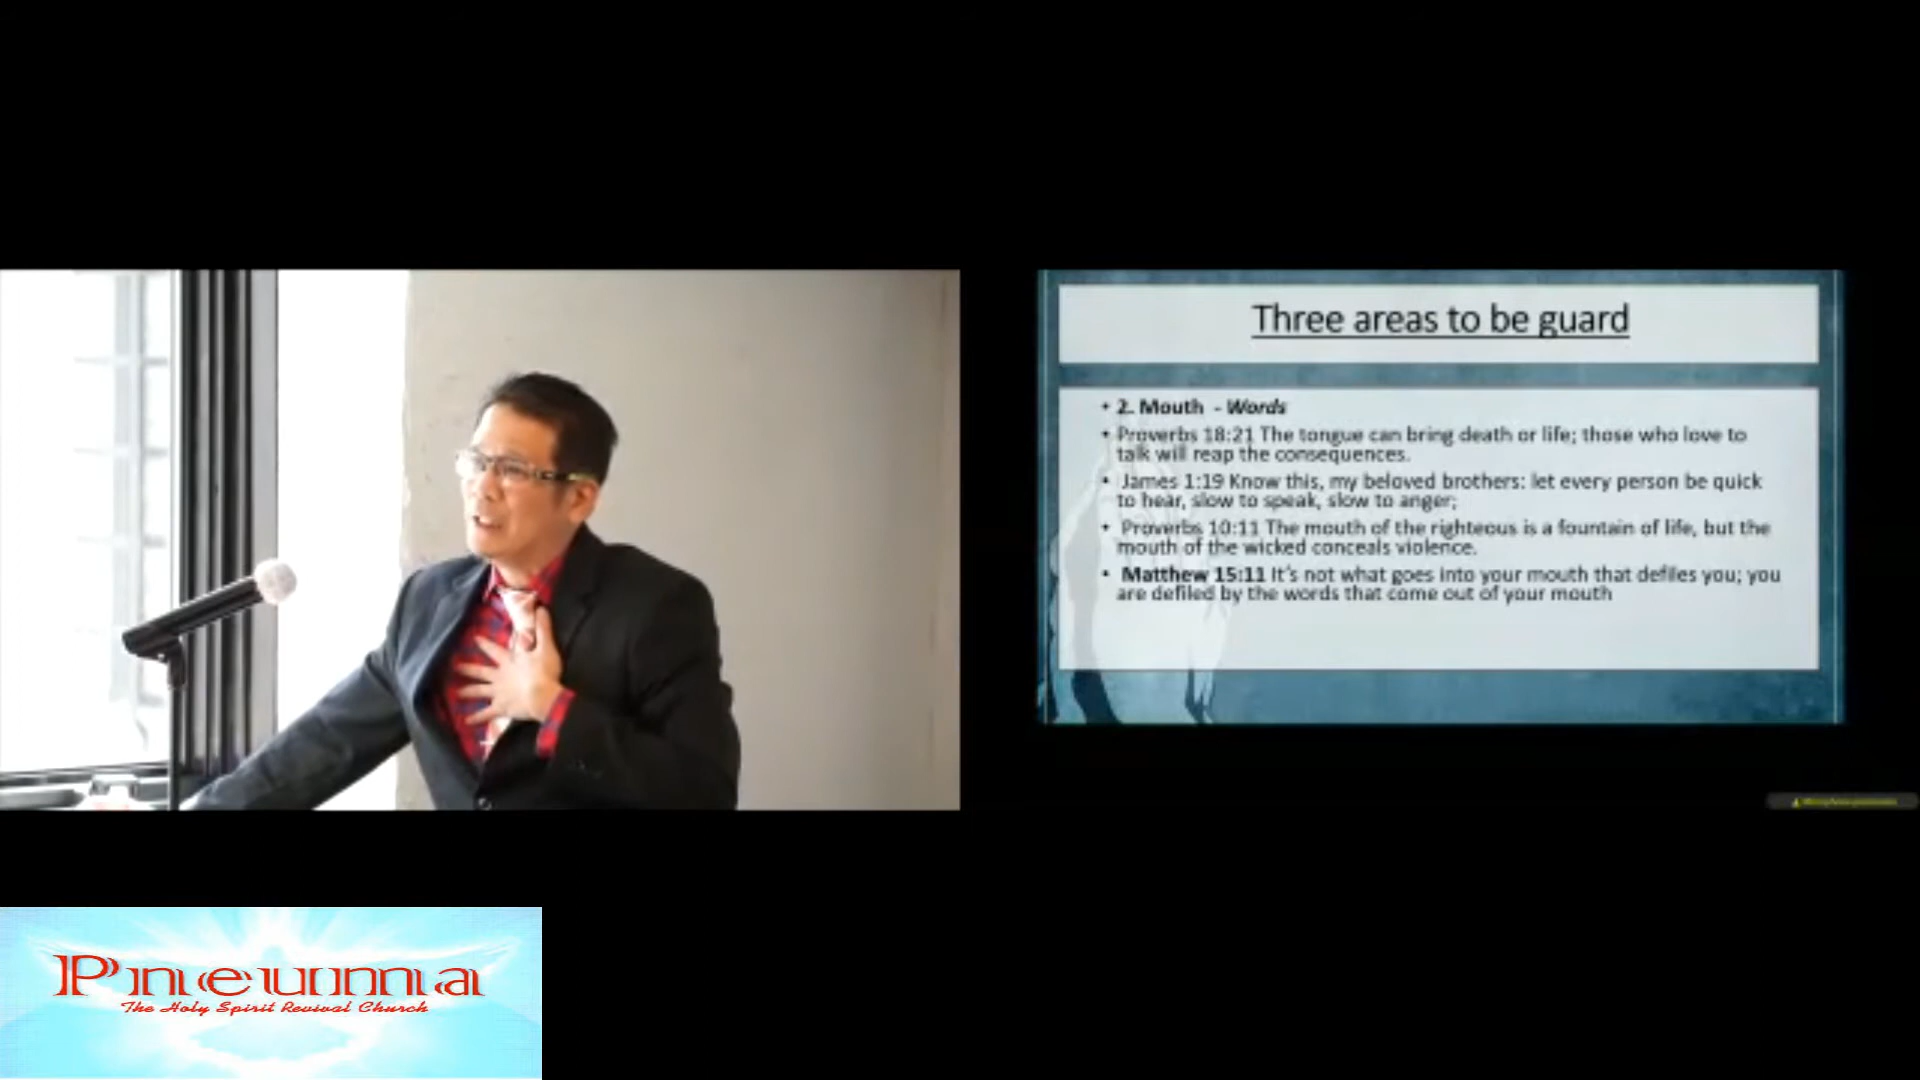 Three areas to be guard
• 2. Mouth - Words
• Proverbs 18:21 The tongue can bring death or life; those who love to
talk will reap the consequences.
• James 1:19 Know this, my beloved brothers: let every person be quick
to hear, slow to speak, slow to anger;
• Proverbs 10:11 The mouth of the righteous is a fountain of life, but the
mouth of the wicked conceals violence.
• Matthew 15:11 It's not what goes into your mouth that defiles you; you
are defiled by the words that come out of your mouth
Pneuma
The Holy Spirit Revival Church